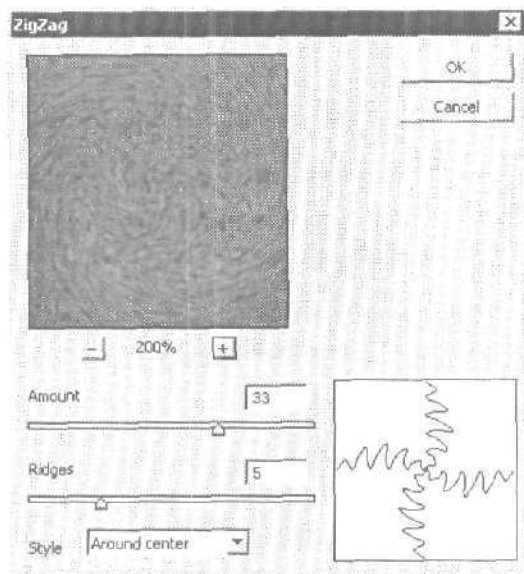 ZigZag
OK
Cancel
- 200% +
Amount 33
Ridges 5
Style Around center